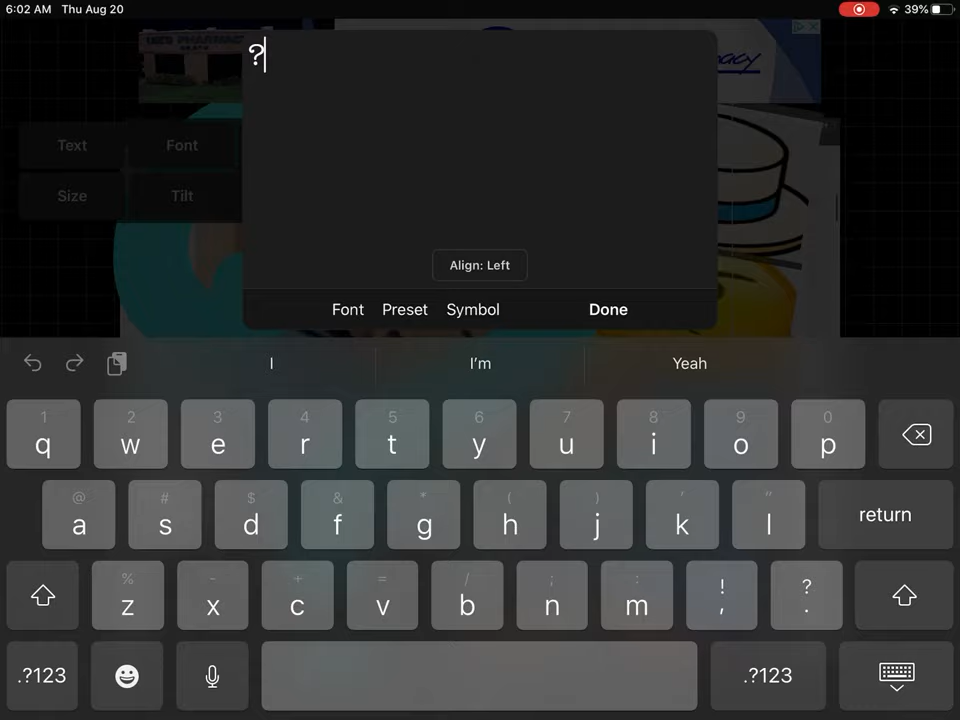 6:02 AM Thu Aug 20
39%
?
Text Font
Size Tilt
Align: Left
Font Preset Symbol Done
I I'm Yeah
1 2 3 4 5 6 7 8 9 0
q w e r t y u i o p
@ # $ & * ( ) ' "
a s d f g h j k l return
% - + = / ; : ! ?
z x c v b n m , .
.?123 .?123